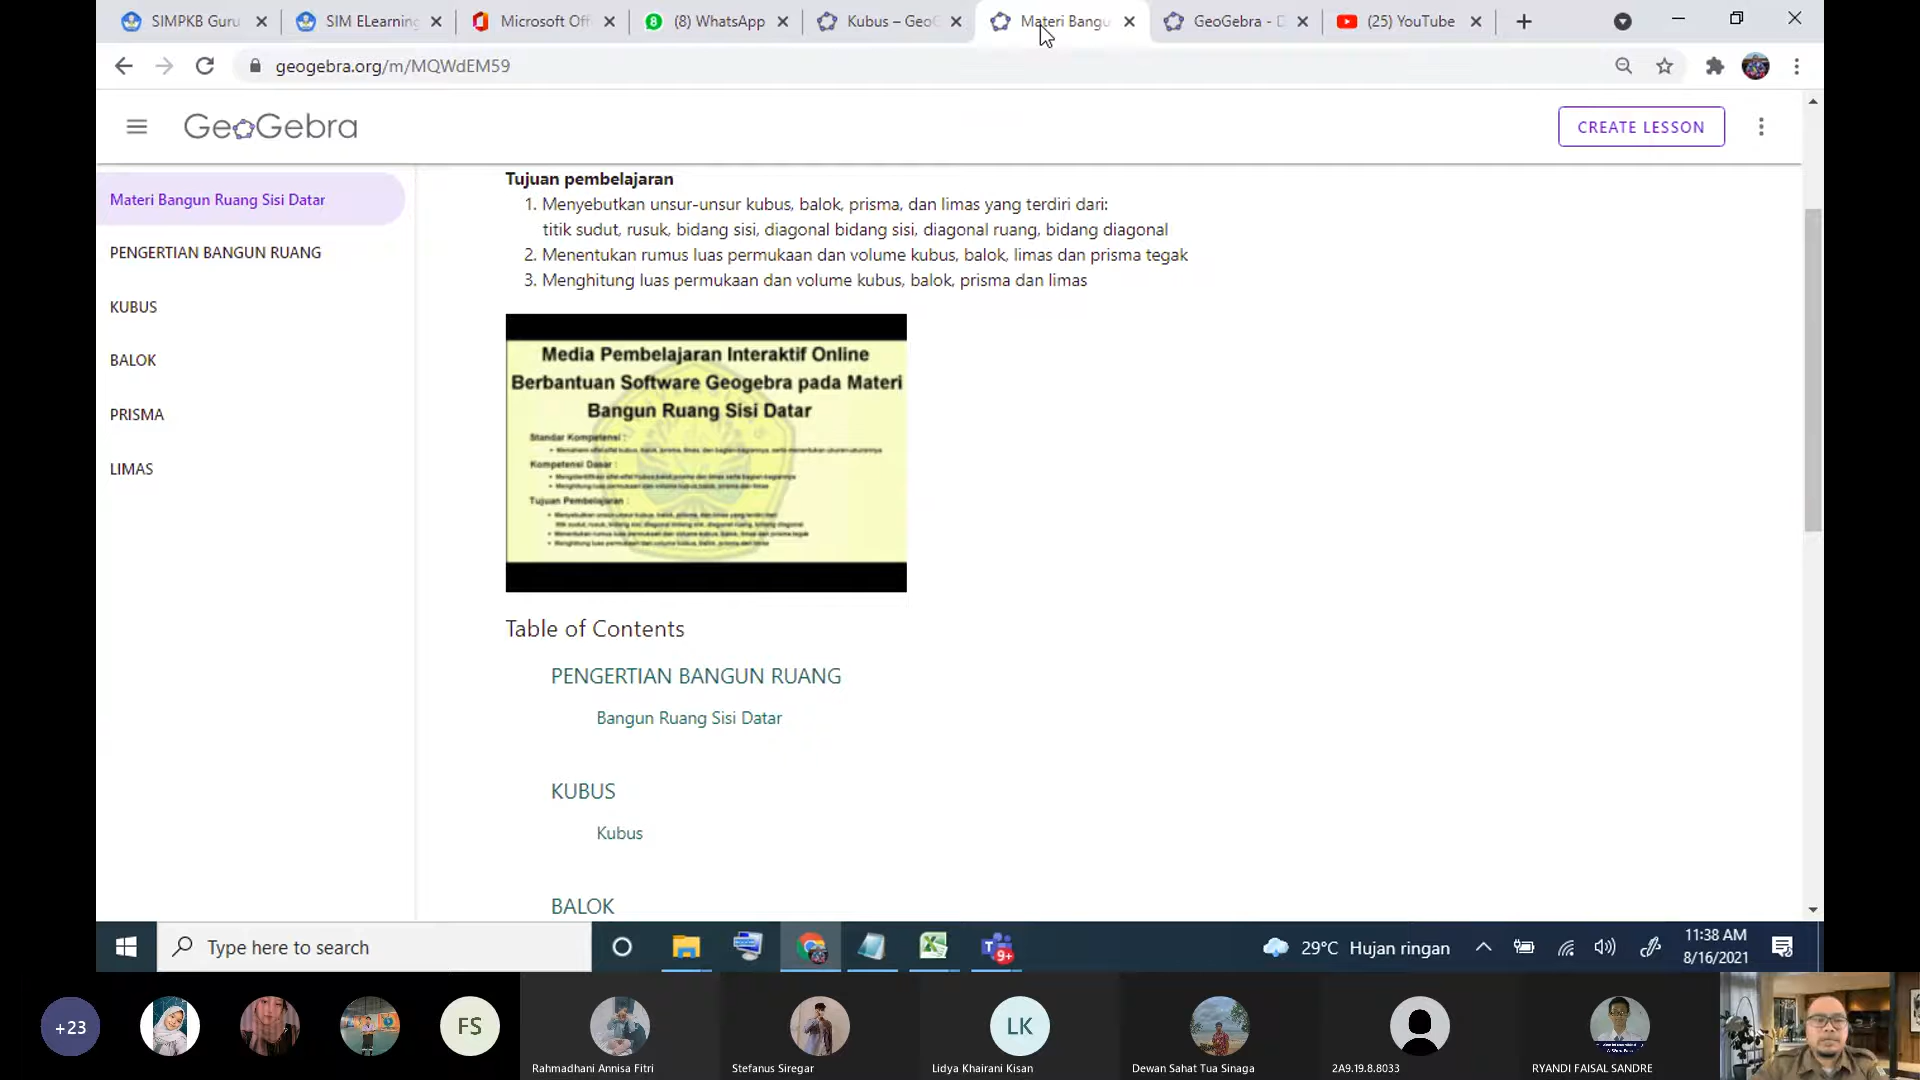 SIMPKB Guru
SIM ELearning
Microsoft Off
(8) WhatsApp
Kubus – GeoG
Materi Bangu
GeoGebra - D
(25) YouTube
geogebra.org/m/MQWdEM59
GeoGebra
CREATE LESSON
Materi Bangun Ruang Sisi Datar
PENGERTIAN BANGUN RUANG
KUBUS
BALOK
PRISMA
LIMAS
Tujuan pembelajaran
1. Menyebutkan unsur-unsur kubus, balok, prisma, dan limas yang terdiri dari:
titik sudut, rusuk, bidang sisi, diagonal bidang sisi, diagonal ruang, bidang diagonal
2. Menentukan rumus luas permukaan dan volume kubus, balok, limas dan prisma tegak
3. Menghitung luas permukaan dan volume kubus, balok, prisma dan limas
Media Pembelajaran Interaktif Online
Berbantuan Software Geogebra pada Materi
Bangun Ruang Sisi Datar
Standar Kompetensi :
Kompetensi Dasar :
Tujuan Pembelajaran :
Table of Contents
PENGERTIAN BANGUN RUANG
Bangun Ruang Sisi Datar
KUBUS
Kubus
BALOK
Type here to search
9+
29°C Hujan ringan
11:38 AM
8/16/2021
+23
FS
LK
Rahmadhani Annisa Fitri
Stefanus Siregar
Lidya Khairani Kisan
Dewan Sahat Tua Sinaga
2A9.19.8.8033
RYANDI FAISAL SANDRE